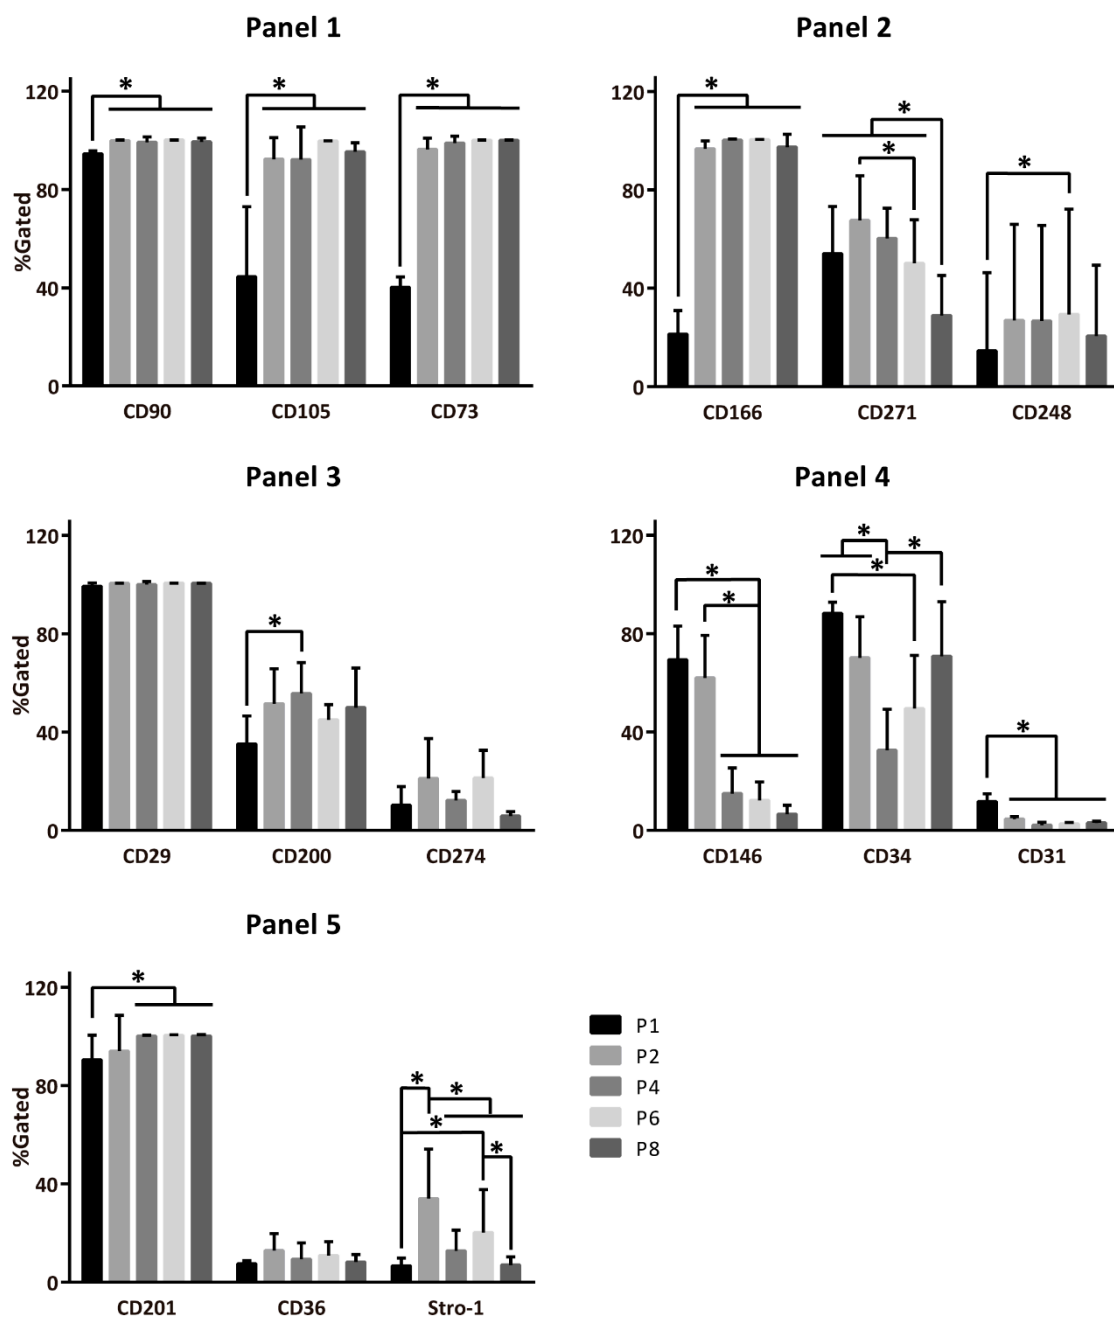 Panel 1
Panel 2
*
*
*
*
*
*
*
120
80
40
0
%Gated
CD90
CD105
CD73
120
80
40
0
CD166
CD271
CD248
Panel 3
Panel 4
*
*
*
*
*
*
*
120
80
40
0
%Gated
CD29
CD200
CD274
120
80
40
0
CD146
CD34
CD31
Panel 5
*
*
*
*
*
120
80
40
0
%Gated
CD201
CD36
Stro-1
P1
P2
P4
P6
P8